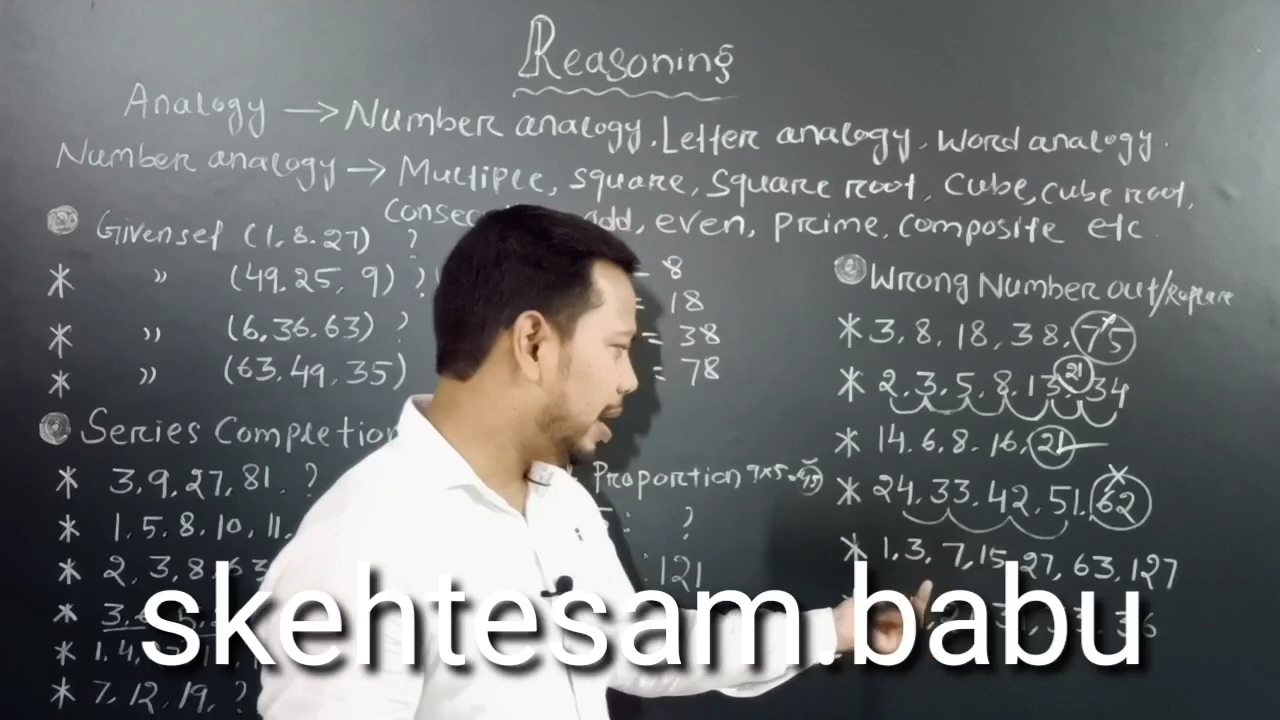 Reasoning
Analogy → Number analogy, Letter analogy, Word analogy.
Number analogy → Multiple, square, Square root, Cube, cube root,
odd, even, prime, composite etc.
Given set (1, 8, 27) ?
* " (49, 25, 9) ?
* " (6, 36, 63) ?
* " (63, 49, 35)
= 8
= 18
= 38
= 78
Series Completion
* 3, 9, 27, 81, ?
* 1, 5, 8, 10, 11,
* 2, 3, 8, 63
* 7, 12, 19, ?
Proportion 9x5=45
: ?
: 121
Wrong Number out/Replace
* 3, 8, 18, 38, 75
* 2, 3, 5, 8, 13, 21, 34
* 14, 6, 8, 16, 21
* 24, 33, 42, 51, 62
* 1, 3, 7, 15, 27, 63, 127
skehtesam.babu